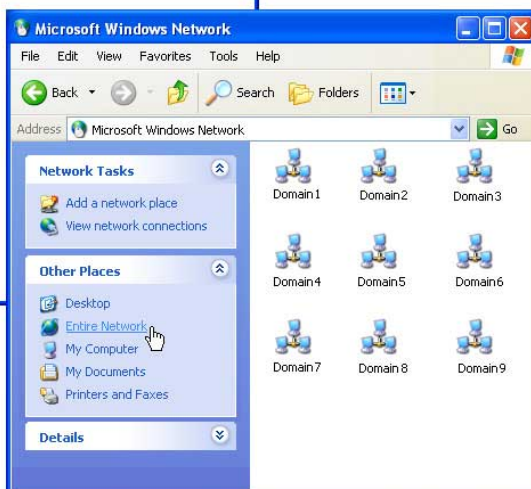 Microsoft Windows Network
File Edit View Favorites Tools Help
Back Search Folders
Address Microsoft Windows Network Go
Network Tasks
Add a network place
View network connections
Other Places
Desktop
Entire Network
My Computer
My Documents
Printers and Faxes
Details
Domain1 Domain2 Domain3
Domain4 Domain5 Domain6
Domain7 Domain8 Domain9